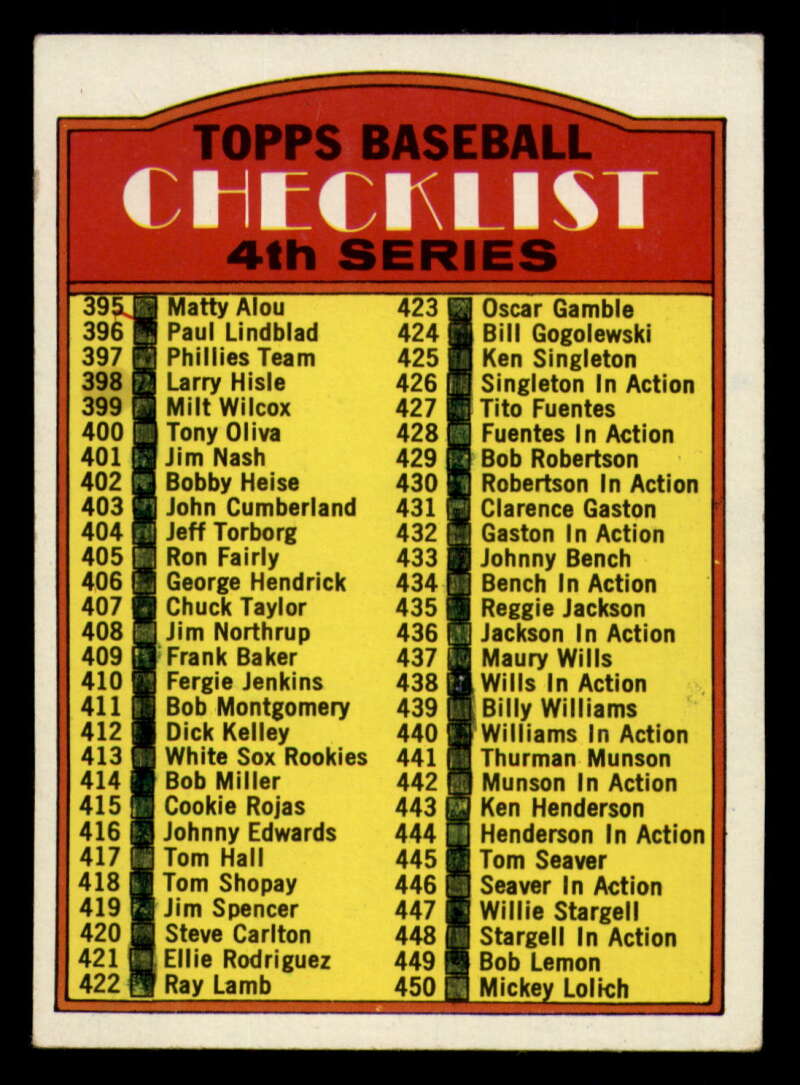 TOPPS BASEBALL
CHECKLIST
4th SERIES
395 Matty Alou
396 Paul Lindblad
397 Phillies Team
398 Larry Hisle
399 Milt Wilcox
400 Tony Oliva
401 Jim Nash
402 Bobby Heise
403 John Cumberland
404 Jeff Torborg
405 Ron Fairly
406 George Hendrick
407 Chuck Taylor
408 Jim Northrup
409 Frank Baker
410 Fergie Jenkins
411 Bob Montgomery
412 Dick Kelley
413 White Sox Rookies
414 Bob Miller
415 Cookie Rojas
416 Johnny Edwards
417 Tom Hall
418 Tom Shopay
419 Jim Spencer
420 Steve Carlton
421 Ellie Rodriguez
422 Ray Lamb
423 Oscar Gamble
424 Bill Gogolewski
425 Ken Singleton
426 Singleton In Action
427 Tito Fuentes
428 Fuentes In Action
429 Bob Robertson
430 Robertson In Action
431 Clarence Gaston
432 Gaston In Action
433 Johnny Bench
434 Bench In Action
435 Reggie Jackson
436 Jackson In Action
437 Maury Wills
438 Wills In Action
439 Billy Williams
440 Williams In Action
441 Thurman Munson
442 Munson In Action
443 Ken Henderson
444 Henderson In Action
445 Tom Seaver
446 Seaver In Action
447 Willie Stargell
448 Stargell In Action
449 Bob Lemon
450 Mickey Lolich